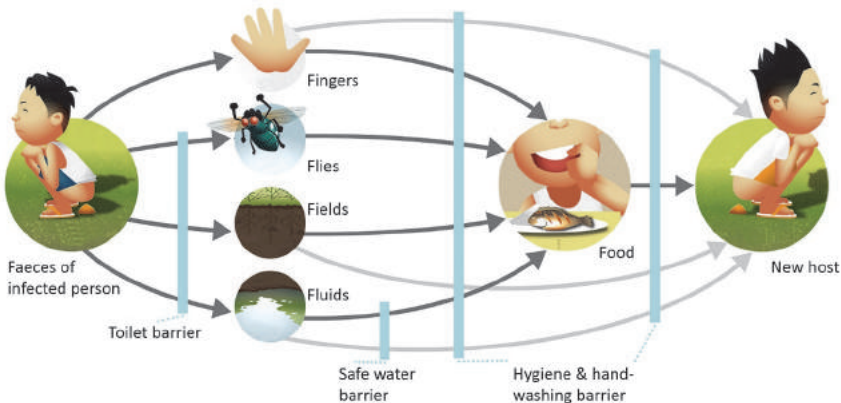 Fingers
Flies
Fields
Fluids
Faeces of
infected person
Toilet barrier
Safe water
barrier
Food
Hygiene & hand-
washing barrier
New host